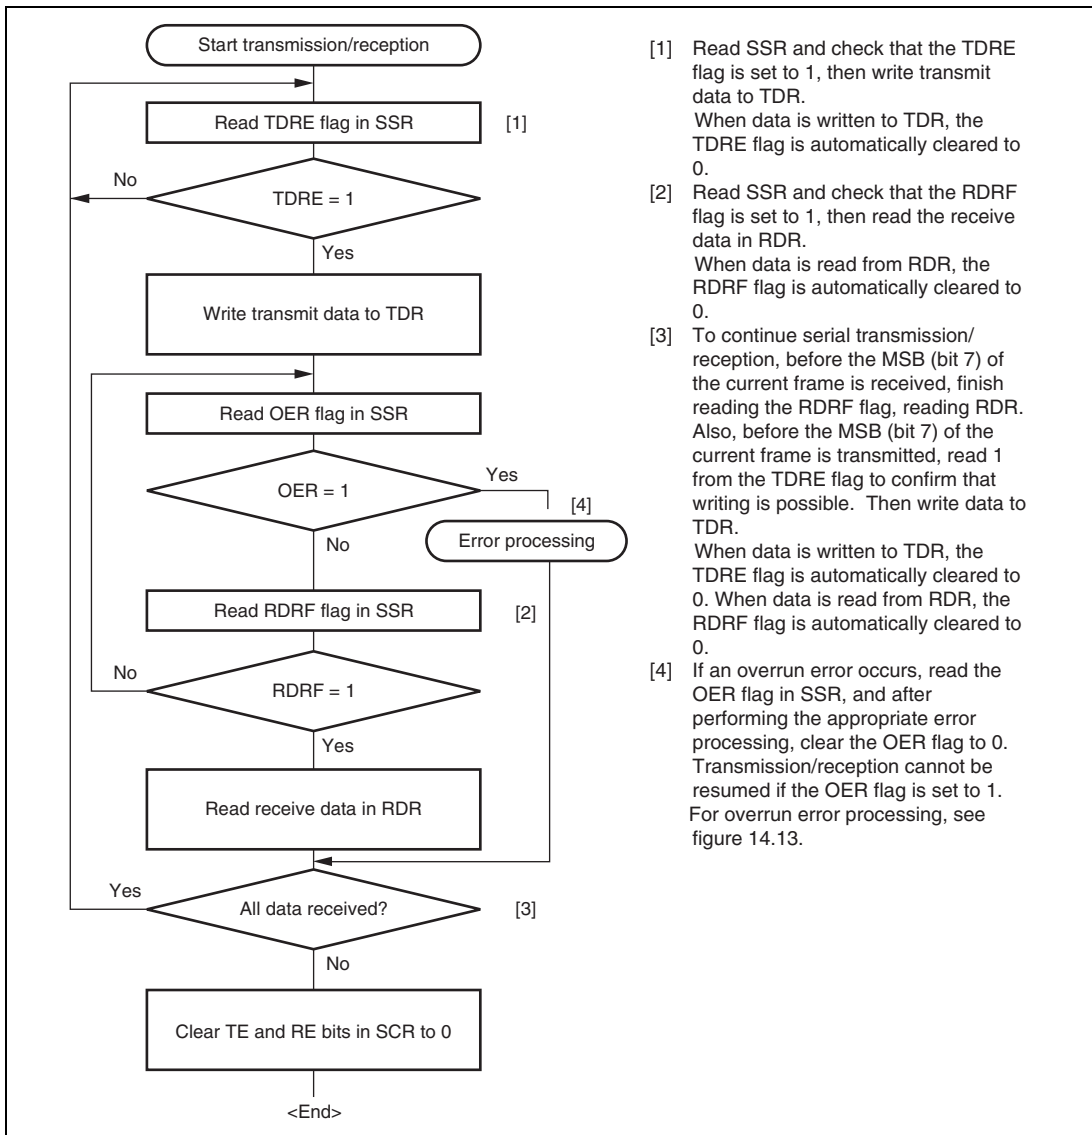 Start transmission/reception
Read TDRE flag in SSR
[1]
No
TDRE = 1
Yes
Write transmit data to TDR
Read OER flag in SSR
OER = 1
Yes
[4]
Error processing
No
Read RDRF flag in SSR
[2]
No
RDRF = 1
Yes
Read receive data in RDR
Yes
All data received?
[3]
No
Clear TE and RE bits in SCR to 0
<End>
[1] Read SSR and check that the TDRE
flag is set to 1, then write transmit
data to TDR.
When data is written to TDR, the
TDRE flag is automatically cleared to
0.
[2] Read SSR and check that the RDRF
flag is set to 1, then read the receive
data in RDR.
When data is read from RDR, the
RDRF flag is automatically cleared to
0.
[3] To continue serial transmission/
reception, before the MSB (bit 7) of
the current frame is received, finish
reading the RDRF flag, reading RDR.
Also, before the MSB (bit 7) of the
current frame is transmitted, read 1
from the TDRE flag to confirm that
writing is possible. Then write data to
TDR.
When data is written to TDR, the
TDRE flag is automatically cleared to
0. When data is read from RDR, the
RDRF flag is automatically cleared to
0.
[4] If an overrun error occurs, read the
OER flag in SSR, and after
performing the appropriate error
processing, clear the OER flag to 0.
Transmission/reception cannot be
resumed if the OER flag is set to 1.
For overrun error processing, see
figure 14.13.